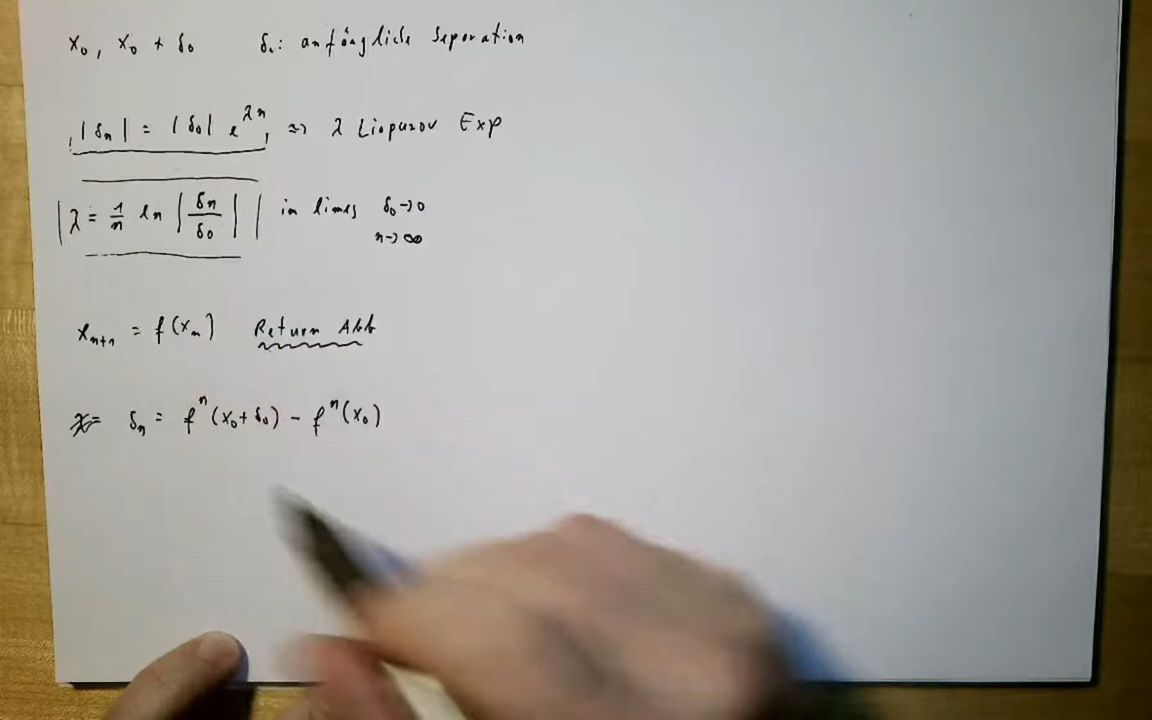 x₀, x₀ + δ₀ δ₀: anfängliche Separation
|δₙ| = |δ₀| e^{λn} ⇒ λ Liapunov Exp
λ = 1/n ln |δₙ/δ₀| in limes δ₀→0
n→∞
xₙ₊₁ = f(xₙ) Return Abb
δₙ = fⁿ(x₀+δ₀) - fⁿ(x₀)